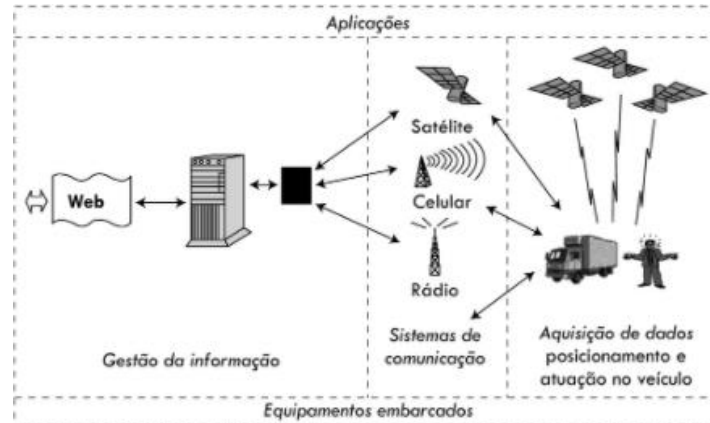 Aplicações
Satélite
Web
Celular
Rádio
Gestão da informação
Sistemas de
comunicação
Aquisição de dados
posicionamento e
atuação no veículo
Equipamentos embarcados